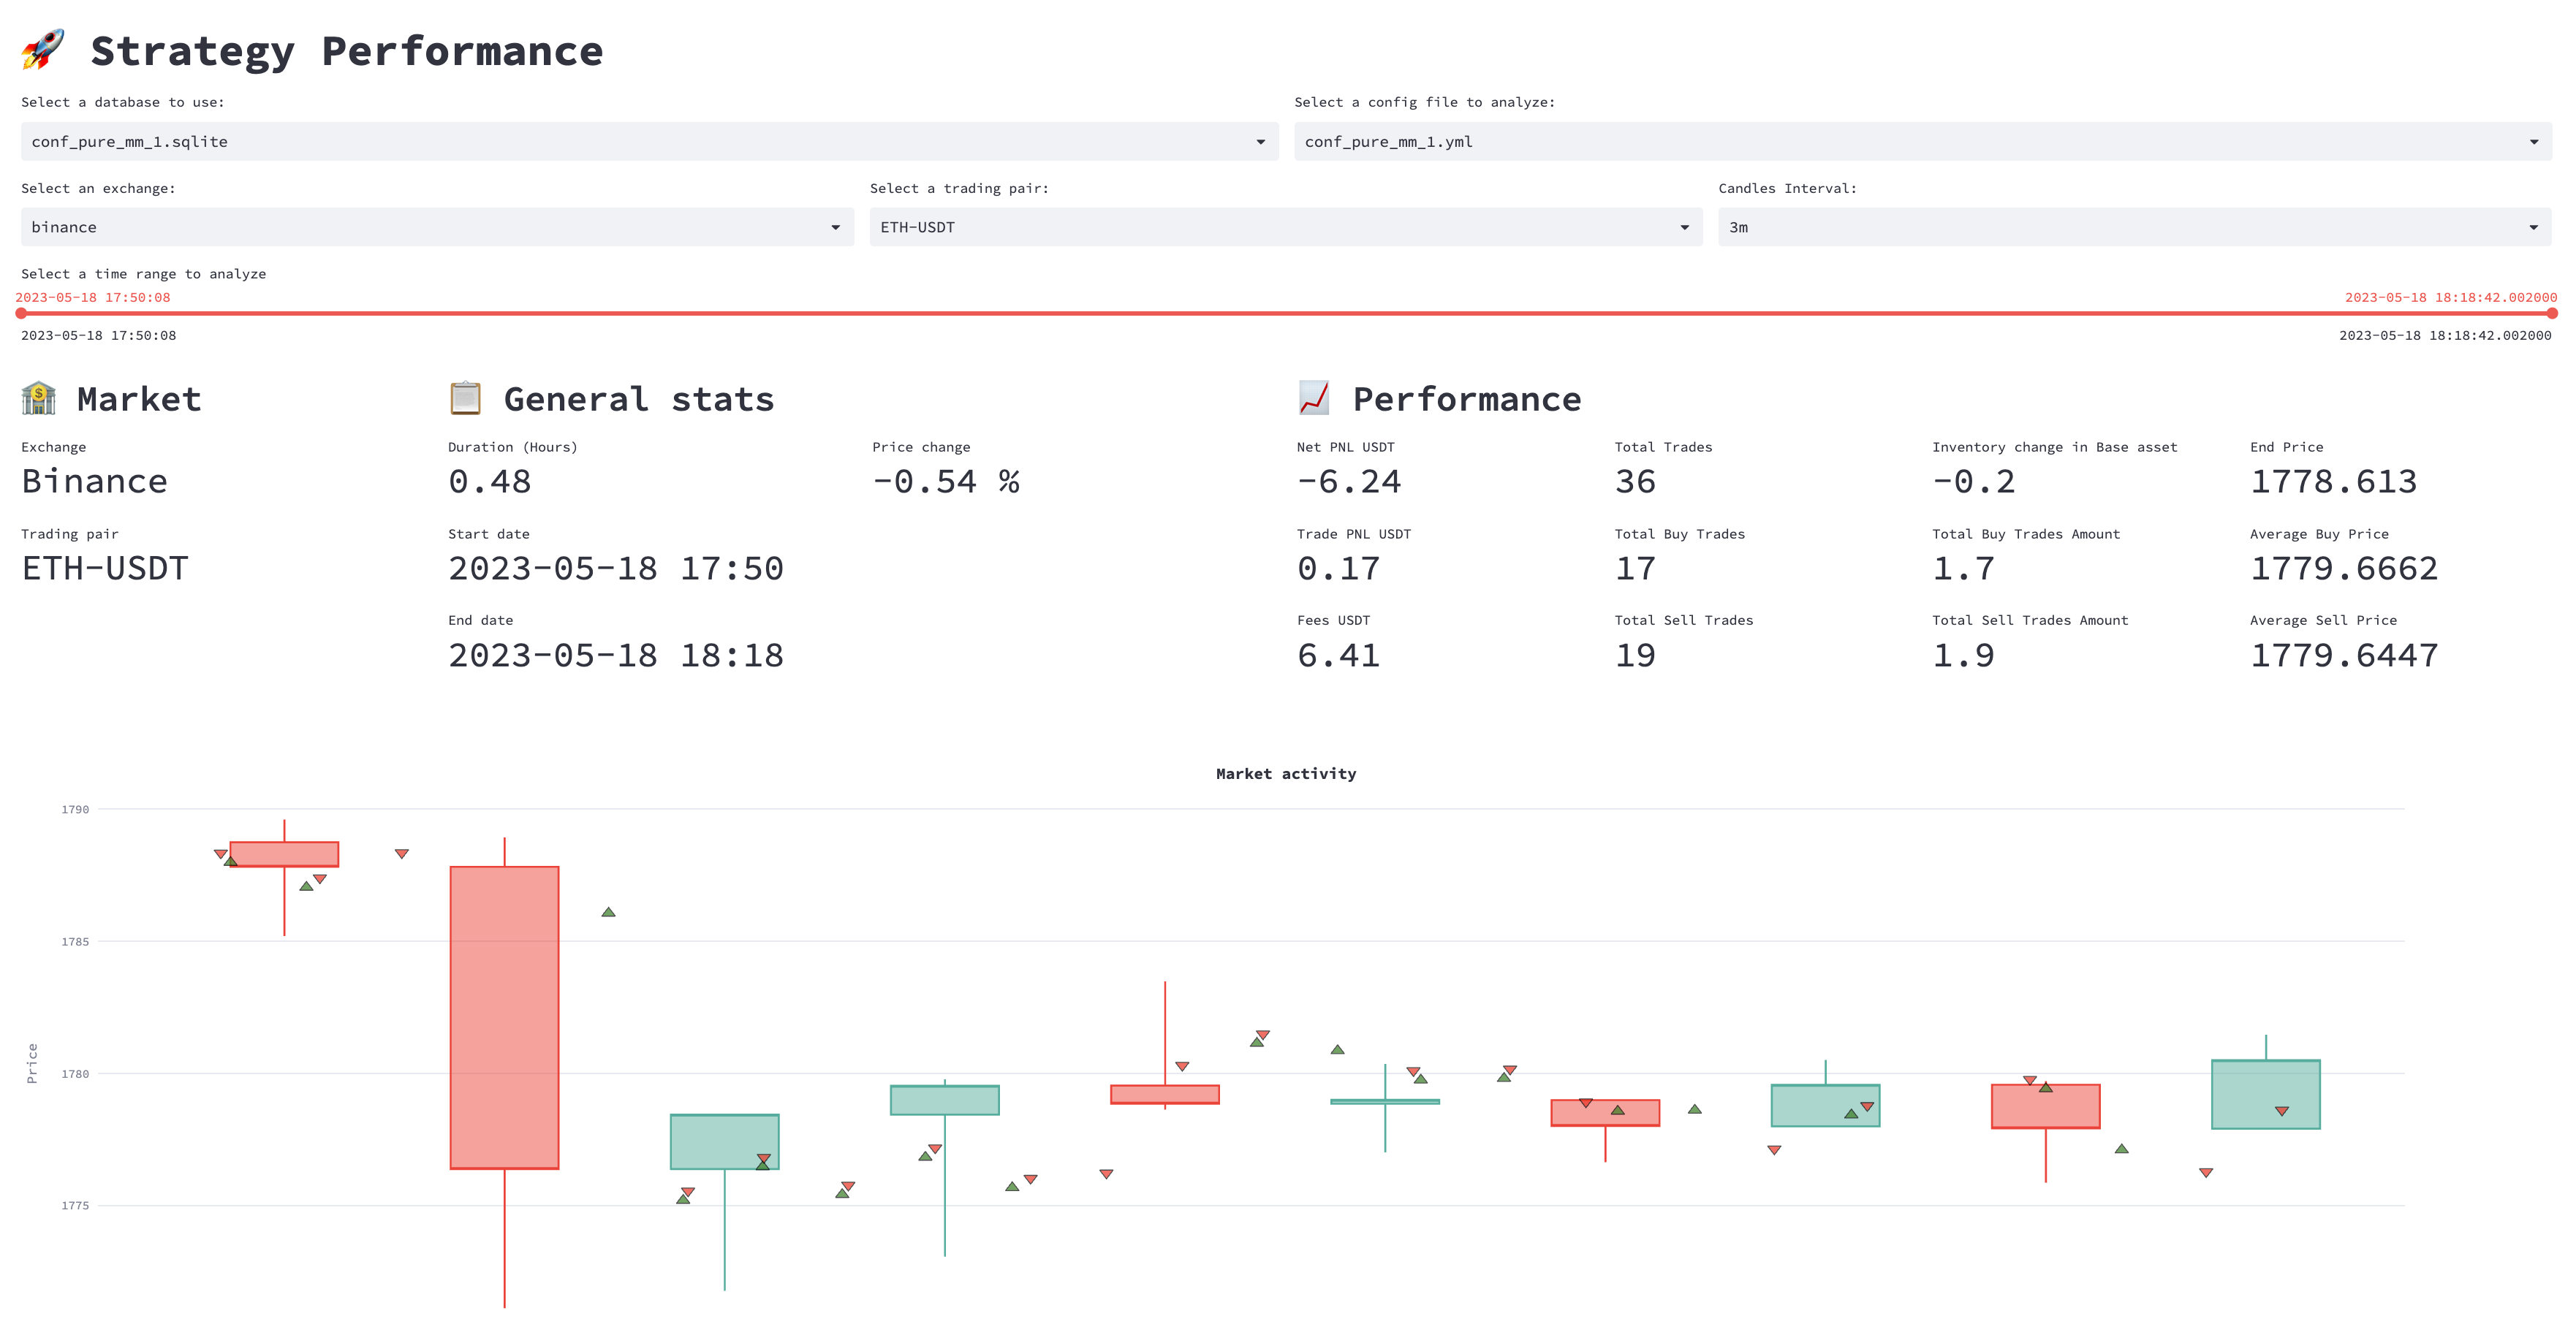 Strategy Performance
Select a database to use:
Select a config file to analyze:
conf_pure_mm_1.sqlite
conf_pure_mm_1.yml
Select an exchange:
Select a trading pair:
Candles Interval:
binance
ETH-USDT
3m
Select a time range to analyze
2023-05-18 17:50:08
2023-05-18 18:18:42.002000
2023-05-18 17:50:08
2023-05-18 18:18:42.002000
Market
General stats
Performance
Exchange
Duration (Hours)
Price change
Net PNL USDT
Total Trades
Inventory change in Base asset
End Price
Binance
0.48
-0.54 %
-6.24
36
-0.2
1778.613
Trading pair
Start date
Trade PNL USDT
Total Buy Trades
Total Buy Trades Amount
Average Buy Price
ETH-USDT
2023-05-18 17:50
0.17
17
1.7
1779.6662
End date
Fees USDT
Total Sell Trades
Total Sell Trades Amount
Average Sell Price
2023-05-18 18:18
6.41
19
1.9
1779.6447
Market activity
1790
1785
Price
1780
1775